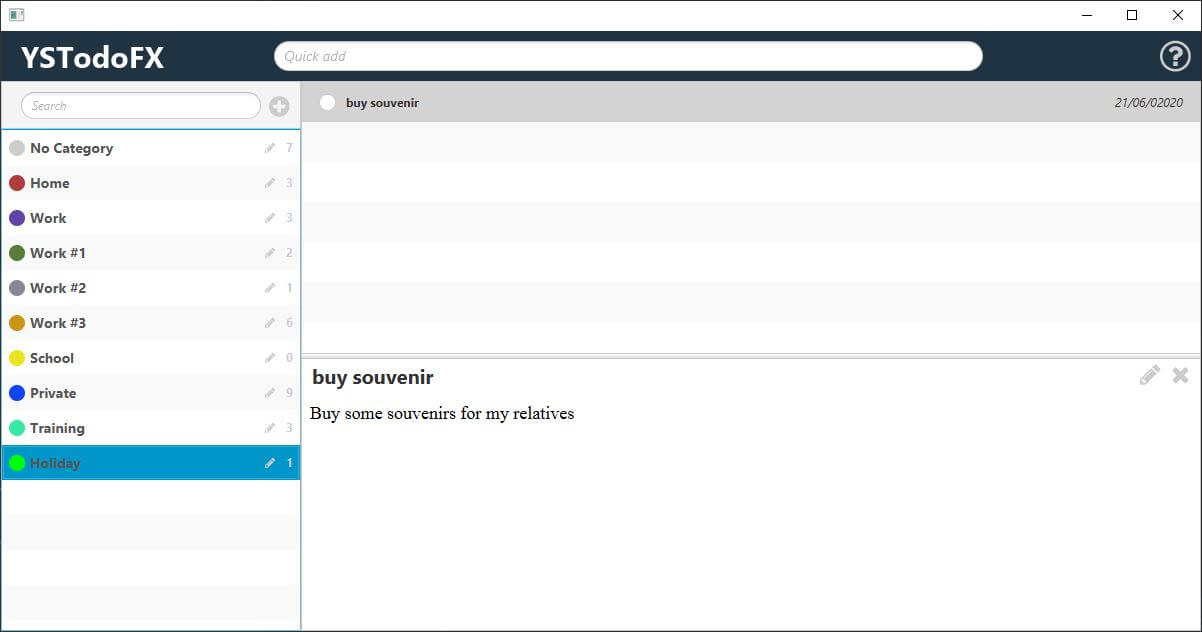 YSTodoFX
Quick add
?
Search
No Category 7
Home 3
Work 3
Work #1 2
Work #2 1
Work #3 6
School 0
Private 9
Training 3
Holiday 1
buy souvenir 21/06/02020
buy souvenir
Buy some souvenirs for my relatives